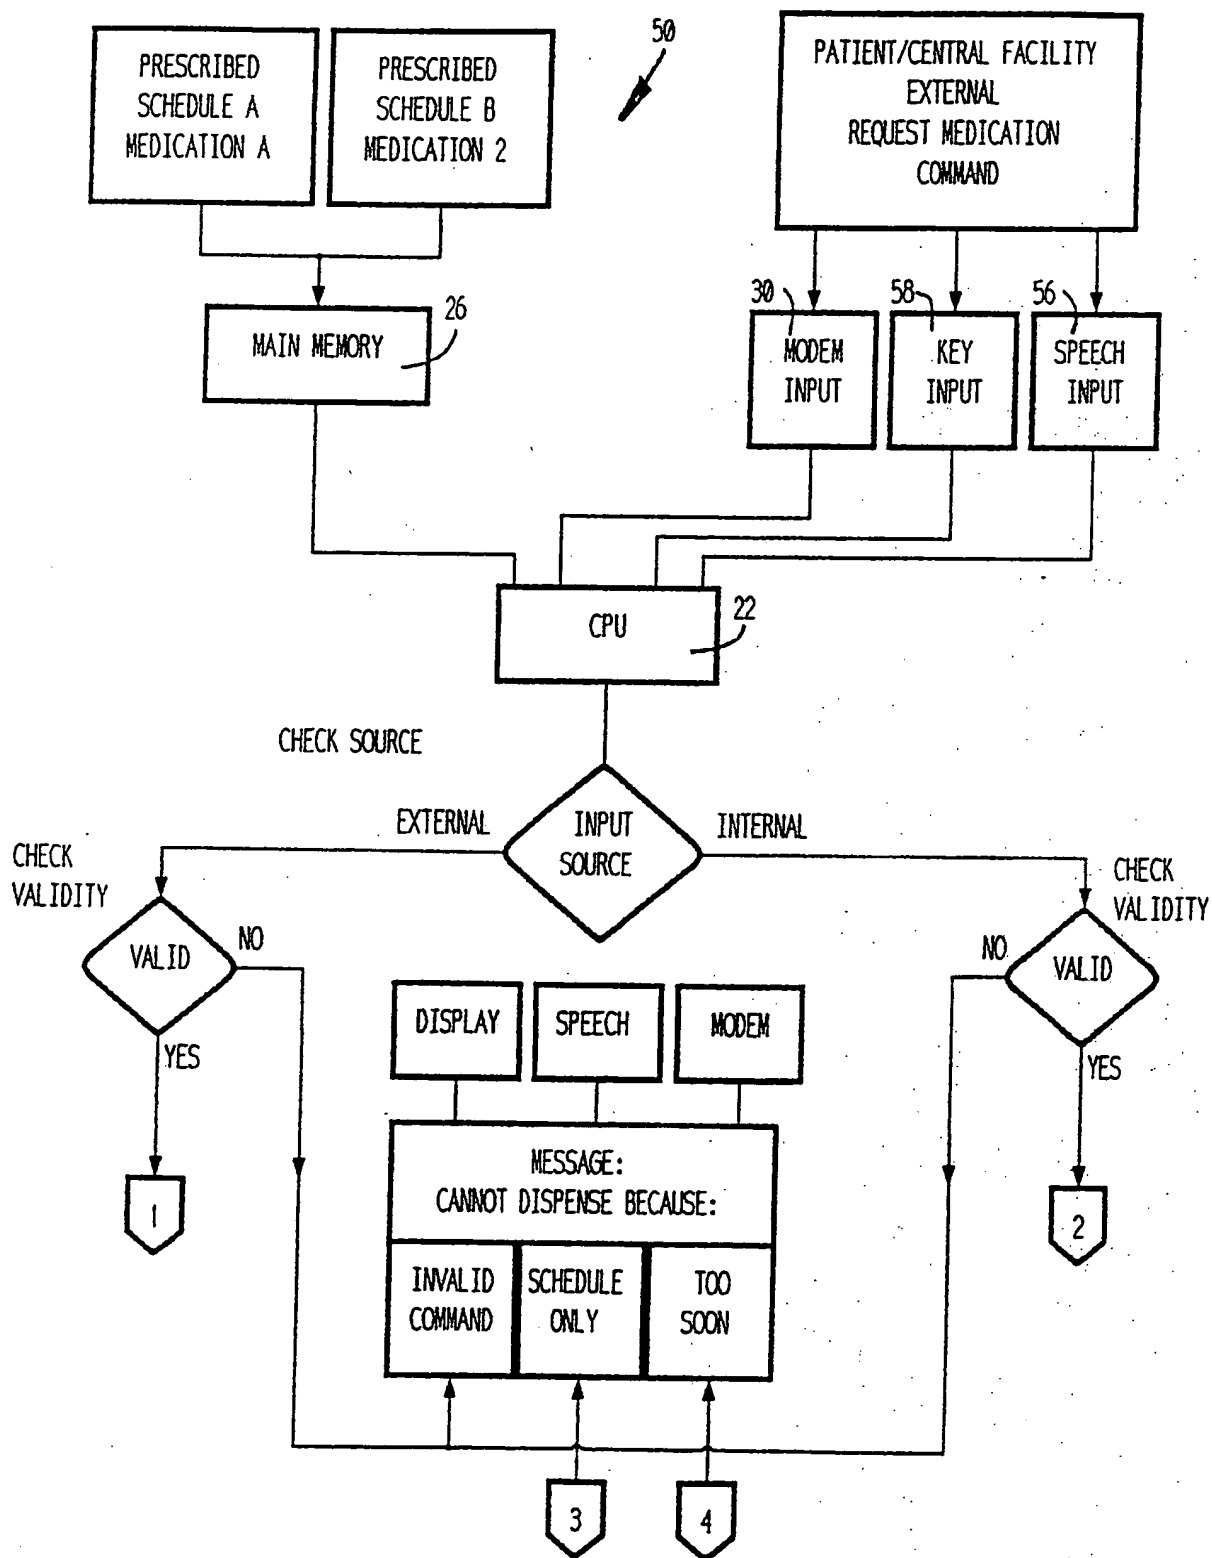 PRESCRIBED
SCHEDULE A
MEDICATION A
PRESCRIBED
SCHEDULE B
MEDICATION 2
50
PATIENT/CENTRAL FACILITY
EXTERNAL
REQUEST MEDICATION
COMMAND
MAIN MEMORY
26
30
MODEM
INPUT
58
KEY
INPUT
56
SPEECH
INPUT
CPU
22
CHECK SOURCE
EXTERNAL
INPUT
SOURCE
INTERNAL
CHECK
VALIDITY
VALID
NO
YES
CHECK
VALIDITY
NO
VALID
YES
DISPLAY
SPEECH
MODEM
MESSAGE:
CANNOT DISPENSE BECAUSE:
INVALID
COMMAND
SCHEDULE
ONLY
TOO
SOON
1
2
3
4